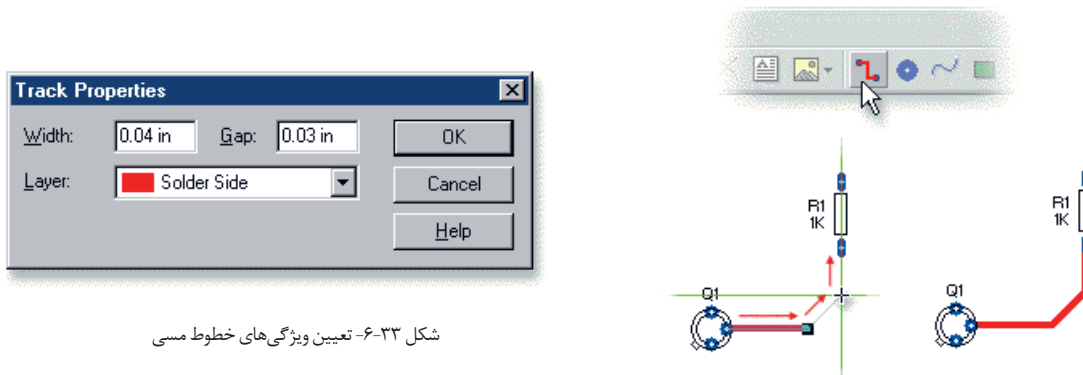 Track Properties
Width: 0.04 in Gap: 0.03 in OK
Layer: Solder Side Cancel
Help
شکل ۳۳-۶- تعیین ویژگی‌های خطوط مسی
R1
1K
Q1
R1
1K
Q1